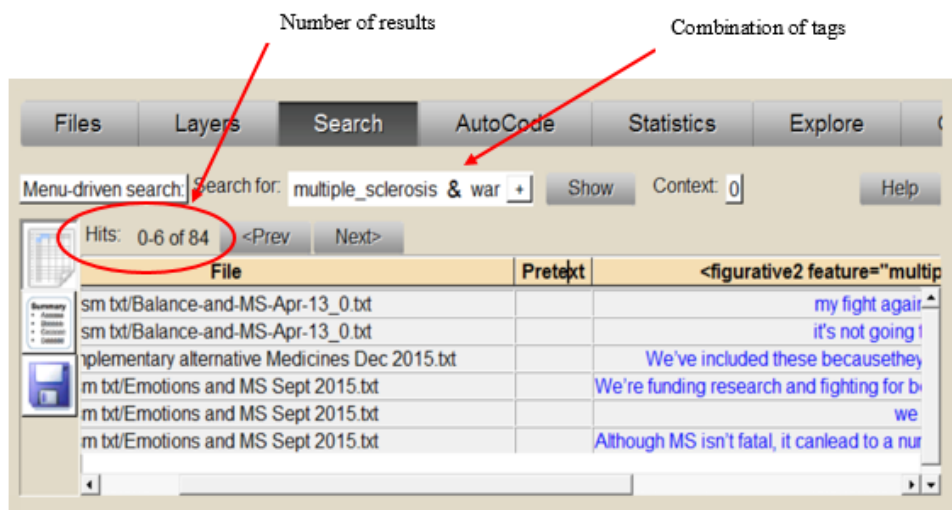 Number of results
Combination of tags
Files Layers Search AutoCode Statistics Explore
Menu-driven search: Search for: multiple_sclerosis & war + Show Context: 0 Help
Hits: 0-6 of 84 <Prev Next>
File Pretext <figurative2 feature="multip
sm txt/Balance-and-MS-Apr-13_0.txt my fight again
sm txt/Balance-and-MS-Apr-13_0.txt it's not going t
nplementary alternative Medicines Dec 2015.txt We've included these becausethey
m txt/Emotions and MS Sept 2015.txt We're funding research and fighting for be
m txt/Emotions and MS Sept 2015.txt we
sm txt/Emotions and MS Sept 2015.txt Although MS isn't fatal, it canlead to a nur
Summary